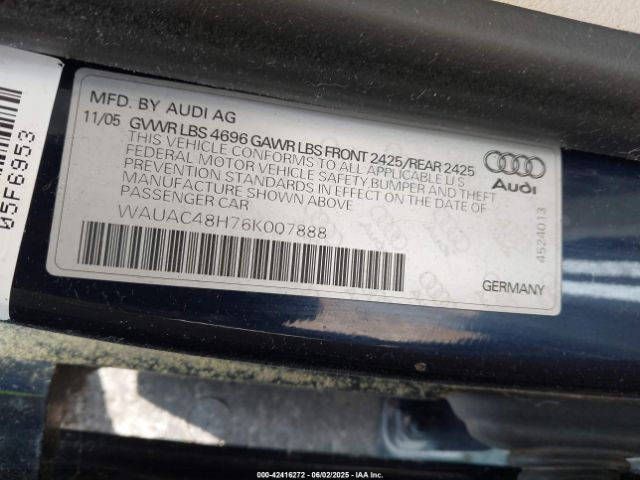 MFD. BY AUDI AG
11/05 GVWR LBS 4696 GAWR LBS FRONT 2425/REAR 2425
THIS VEHICLE CONFORMS TO ALL APPLICABLE U.S
FEDERAL MOTOR VEHICLE SAFETY, BUMPER AND THEFT
PREVENTION STANDARDS IN EFFECT ON THE DATE OF
MANUFACTURE SHOWN ABOVE
PASSENGER CAR
WAUAC48H76K007888
Audi
4524013
GERMANY
05F6953
000-42416272 - 06/02/2025 - IAAI.com